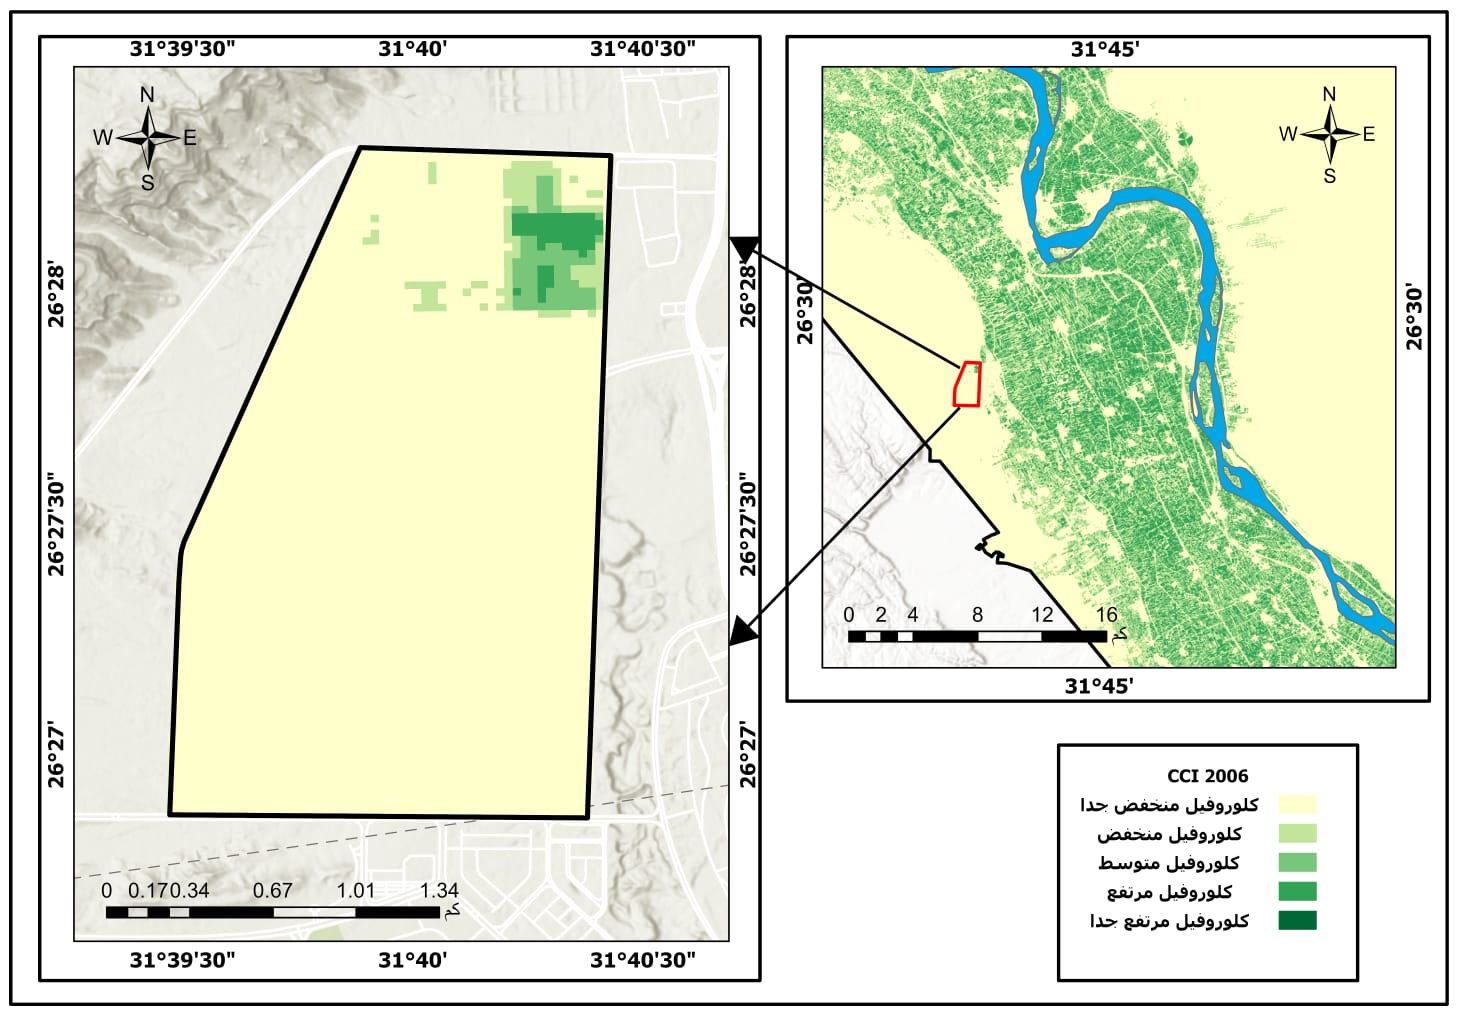 31°39'30" 31°40' 31°40'30"
N
W E
S
26°28'
26°27'30"
26°27'
26°28'
26°27'30"
26°27'
0 0.17 0.34 0.67 1.01 1.34
كم
31°39'30" 31°40' 31°40'30"
31°45'
N
W E
S
26°30'
26°30'
0 2 4 8 12 16
كم
31°45'
CCI 2006
كلوروفيل منخفض جدا
كلوروفيل منخفض
كلوروفيل متوسط
كلوروفيل مرتفع
كلوروفيل مرتفع جدا